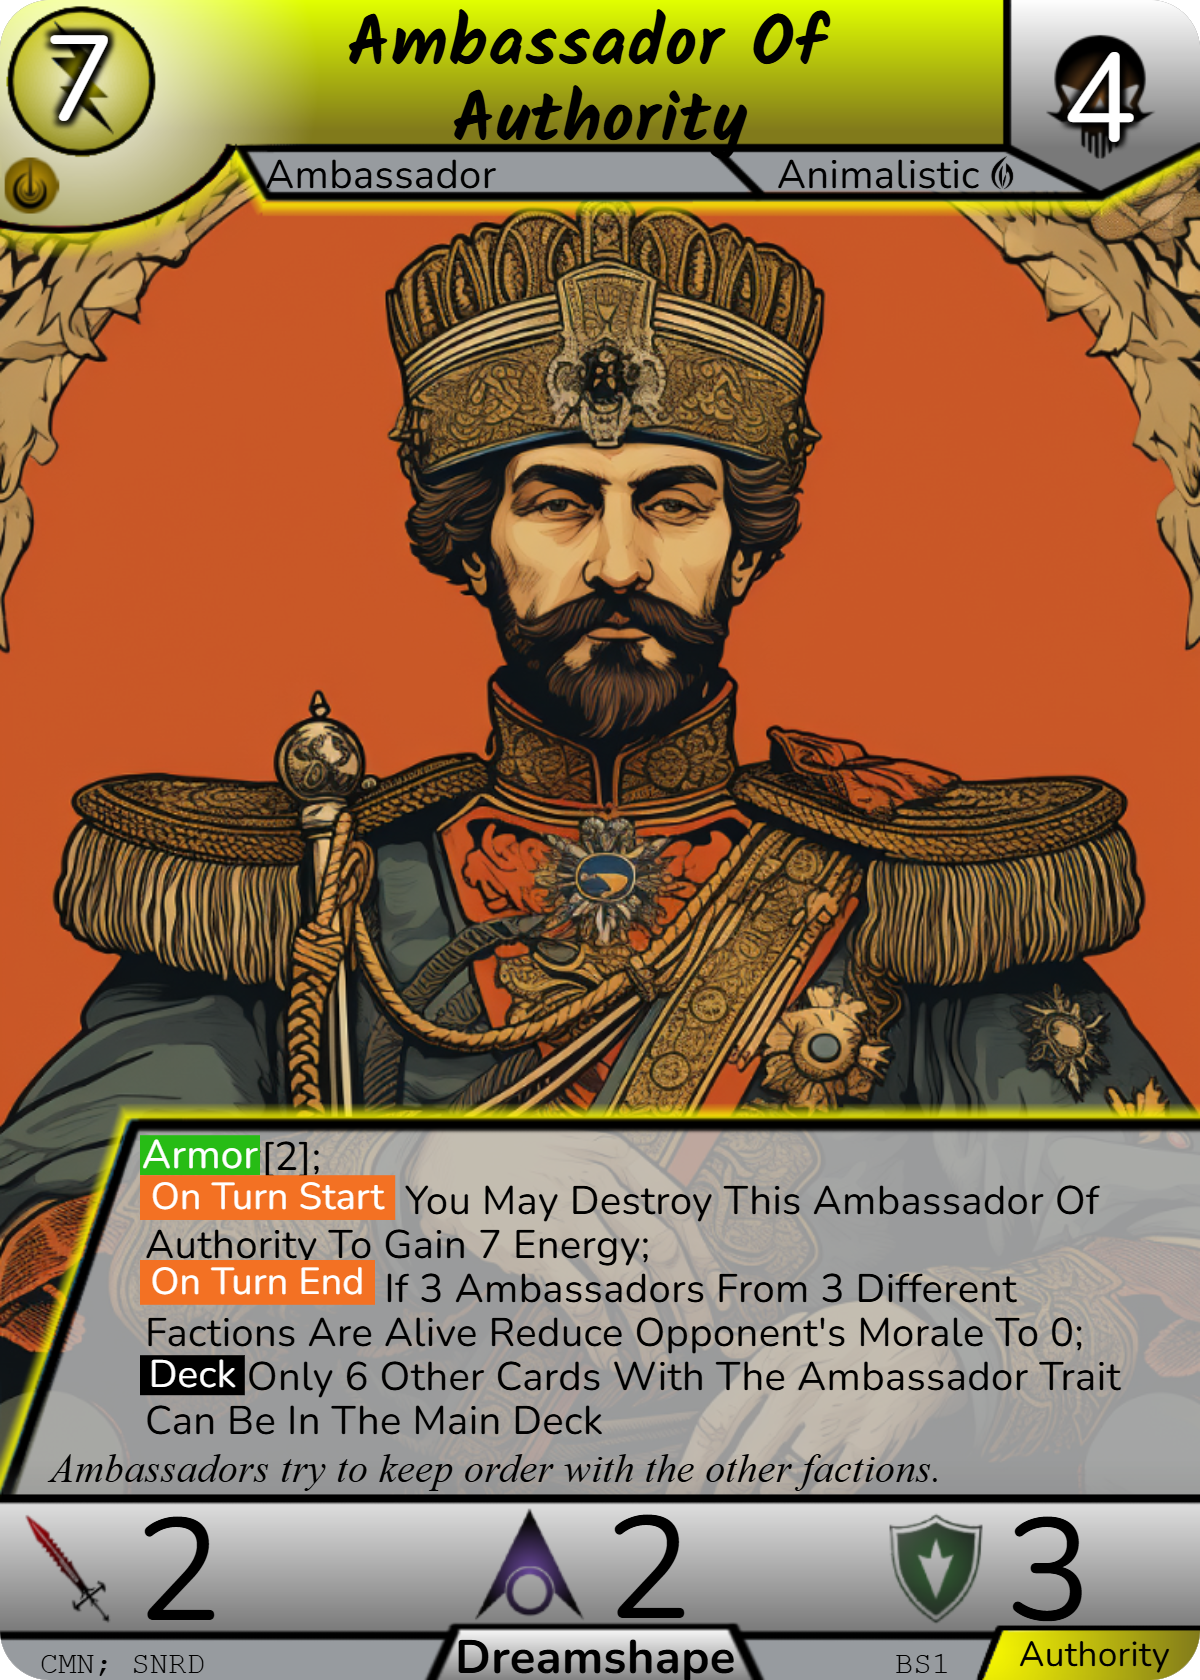 7
Ambassador Of
Authority
4
Ambassador
Animalistic
Armor [2];
On Turn Start You May Destroy This Ambassador Of
Authority To Gain 7 Energy;
On Turn End If 3 Ambassadors From 3 Different
Factions Are Alive Reduce Opponent's Morale To 0;
Deck Only 6 Other Cards With The Ambassador Trait
Can Be In The Main Deck
Ambassadors try to keep order with the other factions.
2
2
3
CMN; SNRD
Dreamshape
BS1
Authority